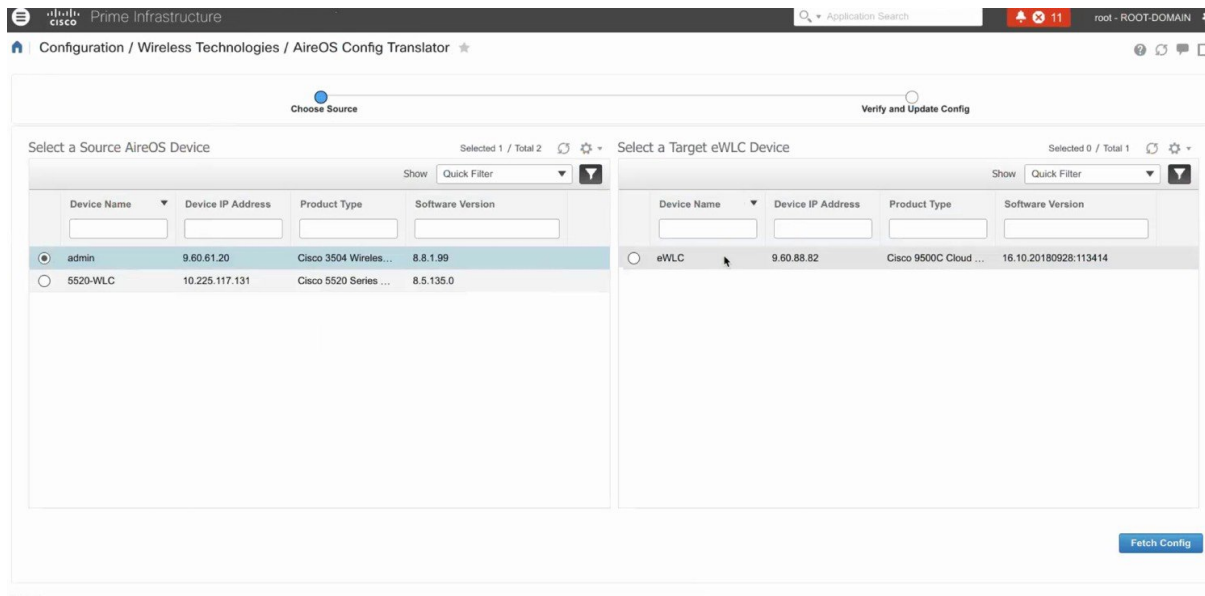 cisco Prime Infrastructure
Application Search
11
root - ROOT-DOMAIN
Configuration / Wireless Technologies / AireOS Config Translator
Choose Source
Verify and Update Config
Select a Source AireOS Device
Selected 1 / Total 2
Show Quick Filter
Device Name Device IP Address Product Type Software Version
admin 9.60.61.20 Cisco 3504 Wireles... 8.8.1.99
5520-WLC 10.225.117.131 Cisco 5520 Series ... 8.5.135.0
Select a Target eWLC Device
Selected 0 / Total 1
Show Quick Filter
Device Name Device IP Address Product Type Software Version
eWLC 9.60.88.82 Cisco 9500C Cloud ... 16.10.20180928:113414
Fetch Config